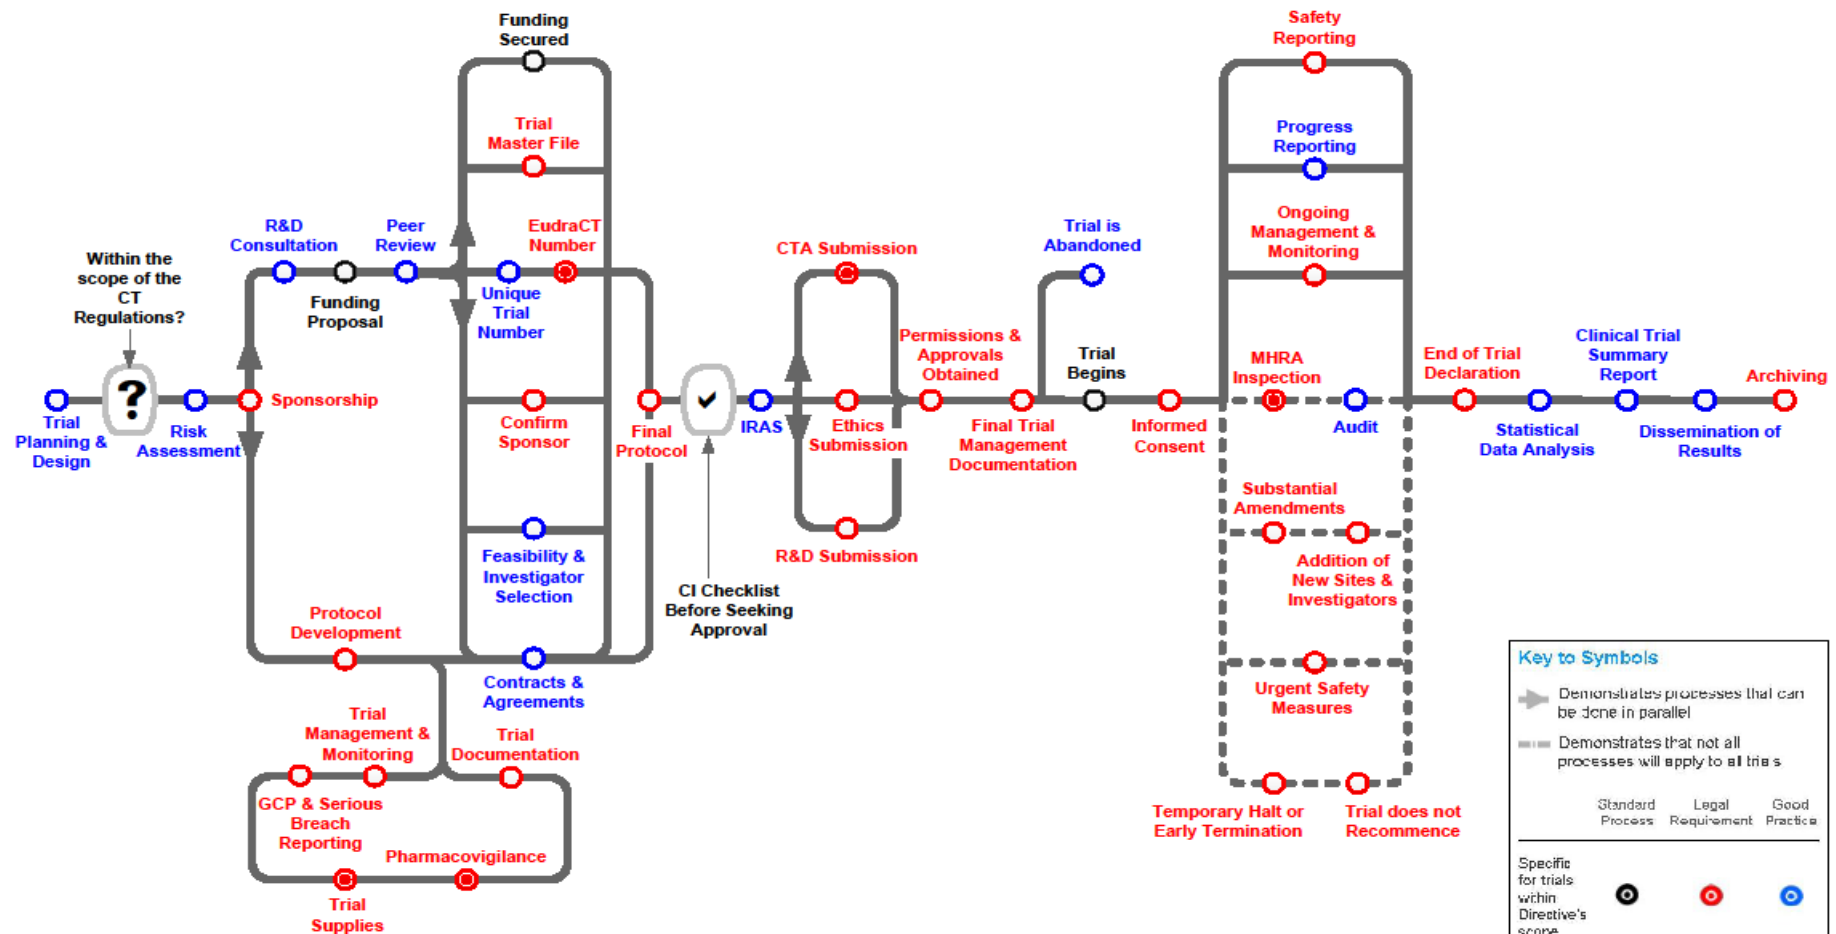 Funding
Secured
Trial
Master File
R&D
Consultation
Peer
Review
EudraCT
Number
Within the
scope of the
CT
Regulations?
Funding
Proposal
Unique
Trial
Number
?
Trial
Planning &
Design
Risk
Assessment
Sponsorship
Confirm
Sponsor
Final
Protocol
Feasibility &
Investigator
Selection
Protocol
Development
Contracts &
Agreements
Trial
Management &
Monitoring
Trial
Documentation
GCP & Serious
Breach
Reporting
Pharmacovigilance
Trial
Supplies
CI Checklist
Before Seeking
Approval
IRAS
CTA Submission
Ethics
Submission
R&D Submission
Permissions &
Approvals
Obtained
Final Trial
Management
Documentation
Trial is
Abandoned
Trial
Begins
Informed
Consent
Safety
Reporting
Progress
Reporting
Ongoing
Management &
Monitoring
MHRA
Inspection
Audit
Substantial
Amendments
Addition of
New Sites &
Investigators
Urgent Safety
Measures
Temporary Halt or
Early Termination
Trial does not
Recommence
End of Trial
Declaration
Statistical
Data Analysis
Clinical Trial
Summary
Report
Dissemination of
Results
Archiving
Key to Symbols
Demonstrates processes that can
be done in parallel
Demonstrates that not all
processes will apply to all trials
Standard
Process
Legal
Requirement
Good
Practice
Specific
for trials
within
Directive's
scope